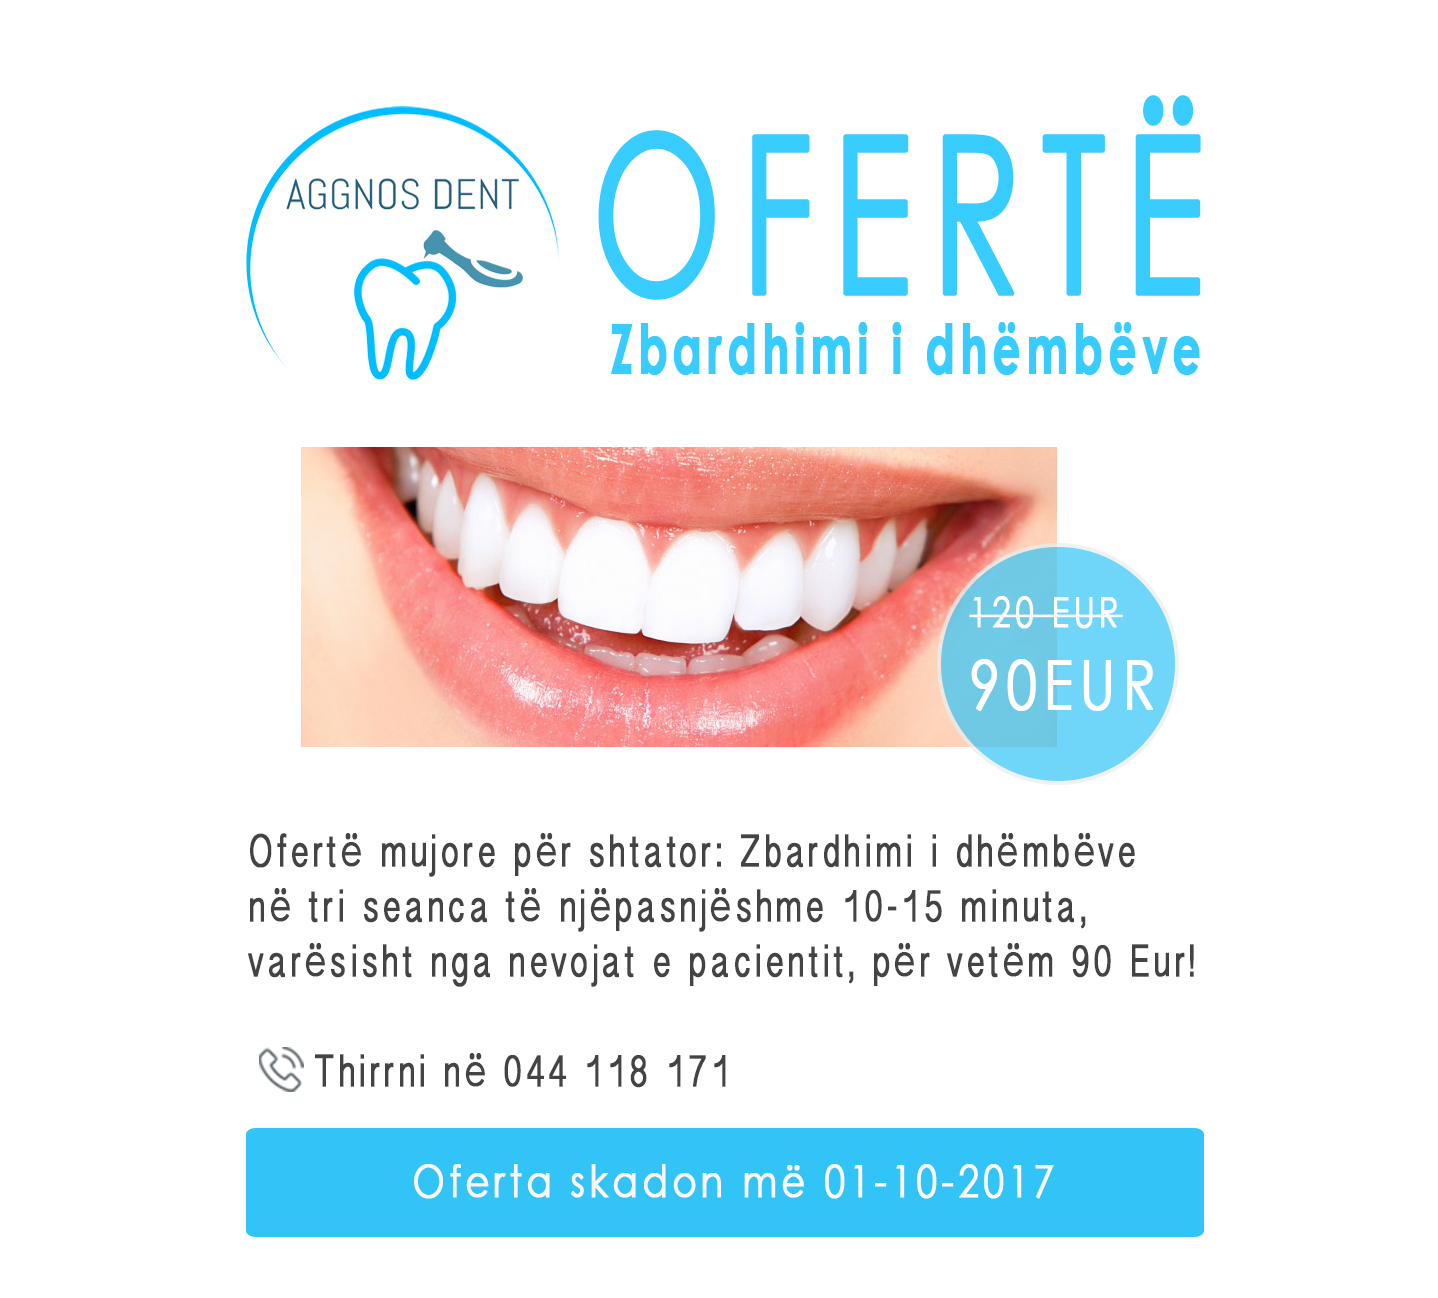 AGGNOS DENT
OFERTË
Zbardhimi i dhëmbëve
120 EUR
90EUR
Ofertë mujore për shtator: Zbardhimi i dhëmbëve
në tri seanca të njëpasnjëshme 10-15 minuta,
varësisht nga nevojat e pacientit, për vetëm 90 Eur!
Thirrni në 044 118 171
Oferta skadon më 01-10-2017